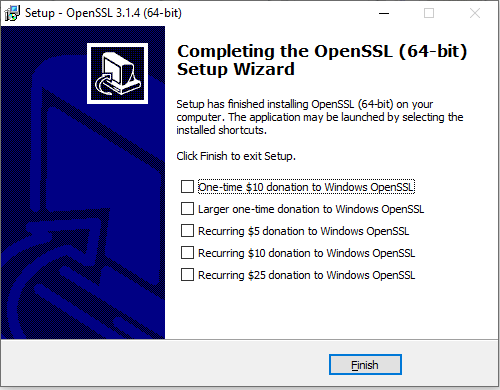 Setup - OpenSSL 3.1.4 (64-bit)
Completing the OpenSSL (64-bit)
Setup Wizard
Setup has finished installing OpenSSL (64-bit) on your
computer. The application may be launched by selecting the
installed shortcuts.
Click Finish to exit Setup.
One-time $10 donation to Windows OpenSSL
Larger one-time donation to Windows OpenSSL
Recurring $5 donation to Windows OpenSSL
Recurring $10 donation to Windows OpenSSL
Recurring $25 donation to Windows OpenSSL
Finish